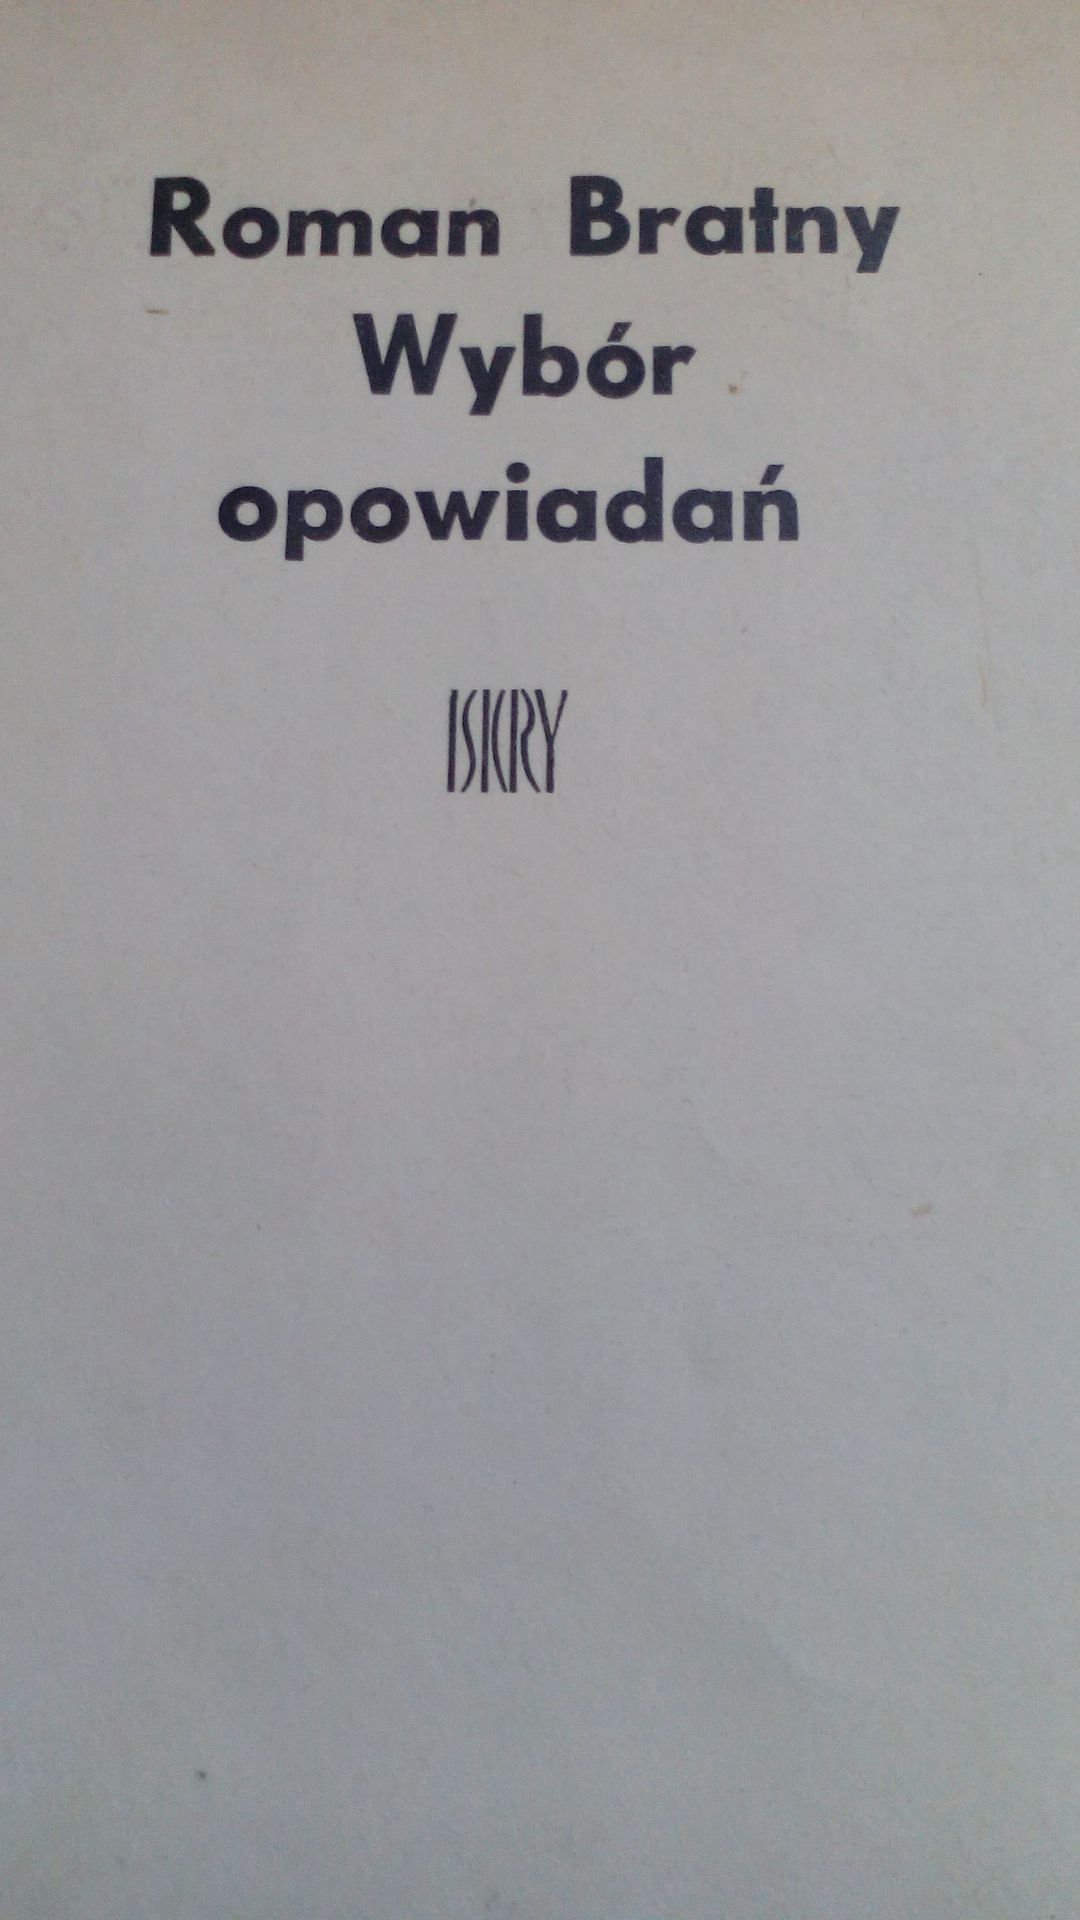 Roman Bratny
Wybór
opowiadań
ISKRY